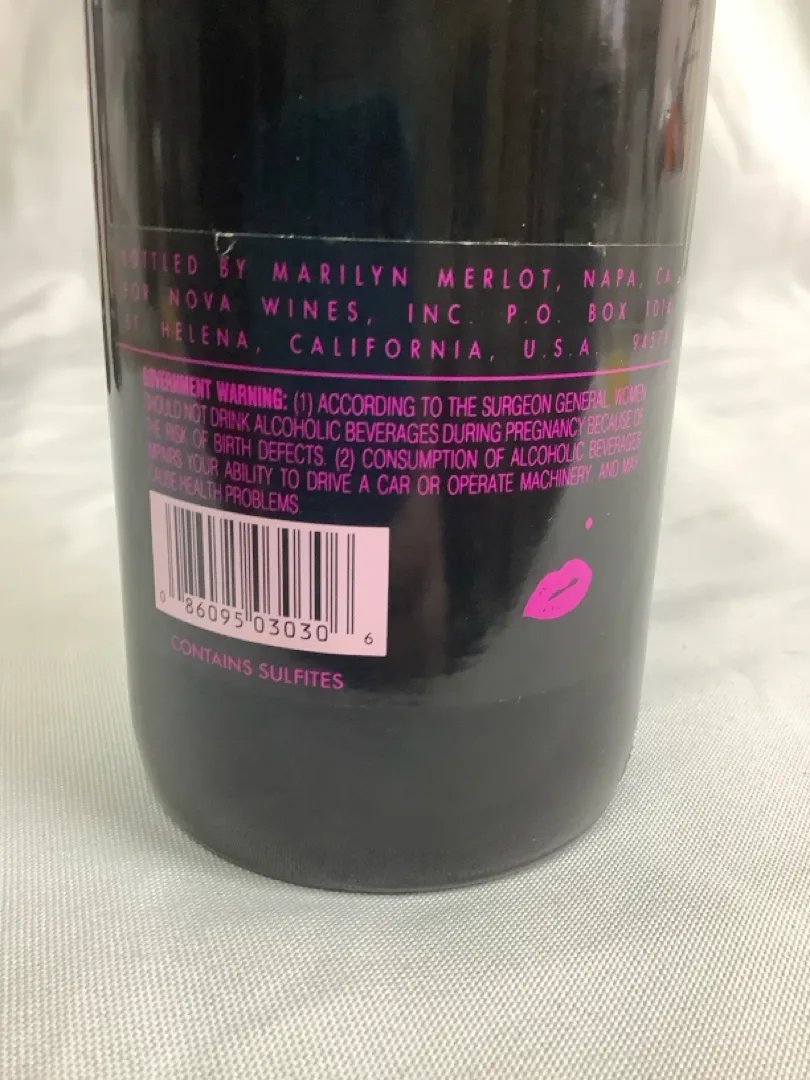 BOTTLED BY MARILYN MERLOT, NAPA, CA.
FOR NOVA WINES, INC. P.O. BOX
ST. HELENA, CALIFORNIA, U.S.A.
GOVERNMENT WARNING: (1) ACCORDING TO THE SURGEON GENERAL, WOMEN
SHOULD NOT DRINK ALCOHOLIC BEVERAGES DURING PREGNANCY BECAUSE OF
THE RISK OF BIRTH DEFECTS. (2) CONSUMPTION OF ALCOHOLIC BEVERAGES
IMPAIRS YOUR ABILITY TO DRIVE A CAR OR OPERATE MACHINERY, AND MAY
CAUSE HEALTH PROBLEMS.
0 86095 03030 6
CONTAINS SULFITES